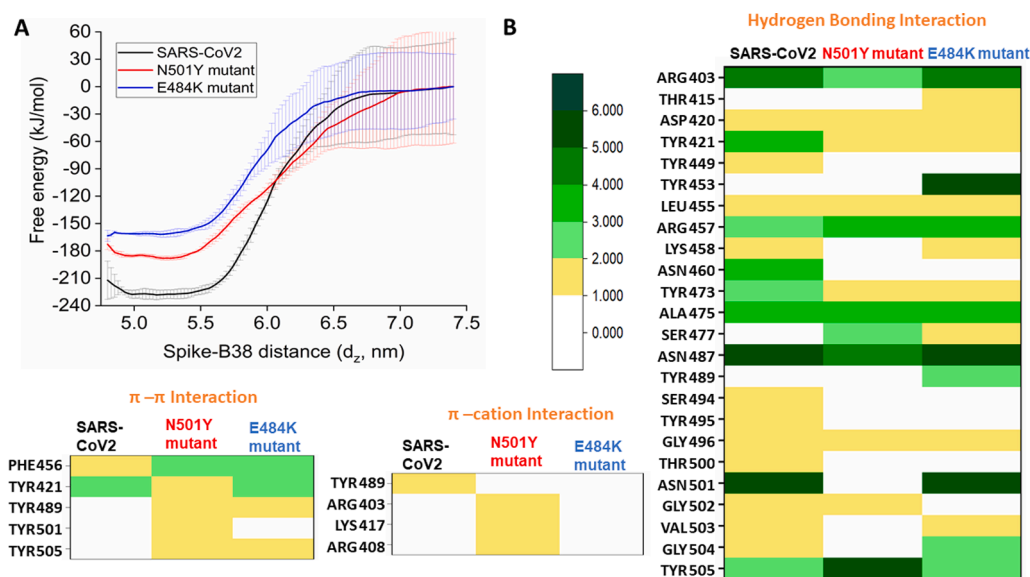 A
60
30
0
-30
-60
-90
-120
-150
-180
-210
-240
Free energy (kJ/mol)
SARS-CoV2
N501Y mutant
E484K mutant
5.0 5.5 6.0 6.5 7.0 7.5
Spike-B38 distance (dz, nm)
B
Hydrogen Bonding Interaction
SARS-CoV2 N501Y mutant E484K mutant
6.000
5.000
4.000
3.000
2.000
1.000
0.000
ARG403
THR415
ASP420
TYR421
TYR449
TYR453
LEU455
ARG457
LYS458
ASN460
TYR473
ALA475
SER477
ASN487
TYR489
SER494
TYR495
GLY496
THR500
ASN501
GLY502
VAL503
GLY504
TYR505
π –π Interaction
SARS-
CoV2
N501Y
mutant
E484K
mutant
PHE456
TYR421
TYR489
TYR501
TYR505
π –cation Interaction
SARS-
CoV2
N501Y
mutant
E484K
mutant
TYR489
ARG403
LYS417
ARG408